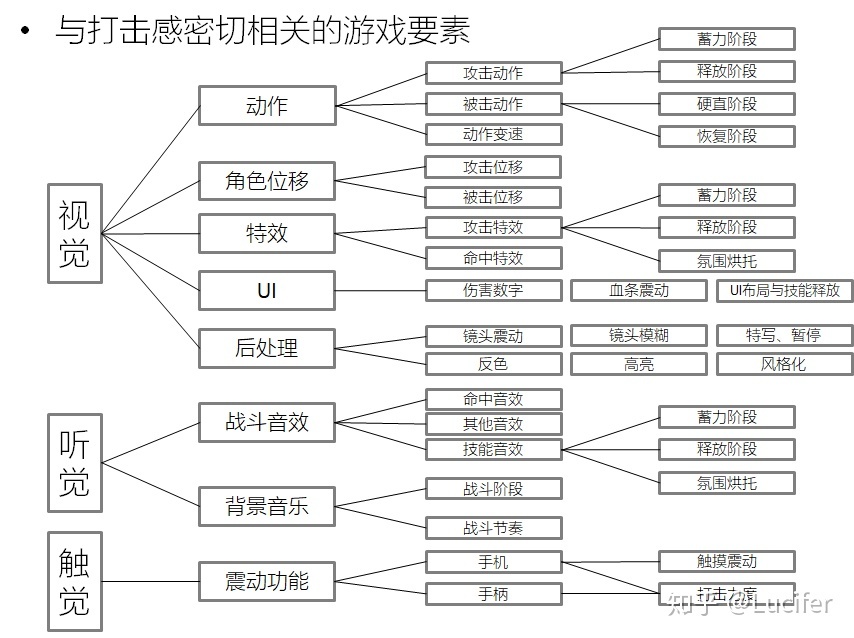 • 与打击感密切相关的游戏要素
视觉
动作
攻击动作
蓄力阶段
释放阶段
被击动作
硬直阶段
恢复阶段
动作变速
角色位移
攻击位移
被击位移
特效
攻击特效
蓄力阶段
释放阶段
氛围烘托
命中特效
UI
伤害数字
血条震动
UI布局与技能释放
后处理
镜头震动
镜头模糊
特写、暂停
反色
高亮
风格化
听觉
战斗音效
命中音效
其他音效
技能音效
蓄力阶段
释放阶段
氛围烘托
背景音乐
战斗阶段
战斗节奏
触觉
震动功能
手机
触摸震动
手柄
打击力度
知乎 @Lucifer